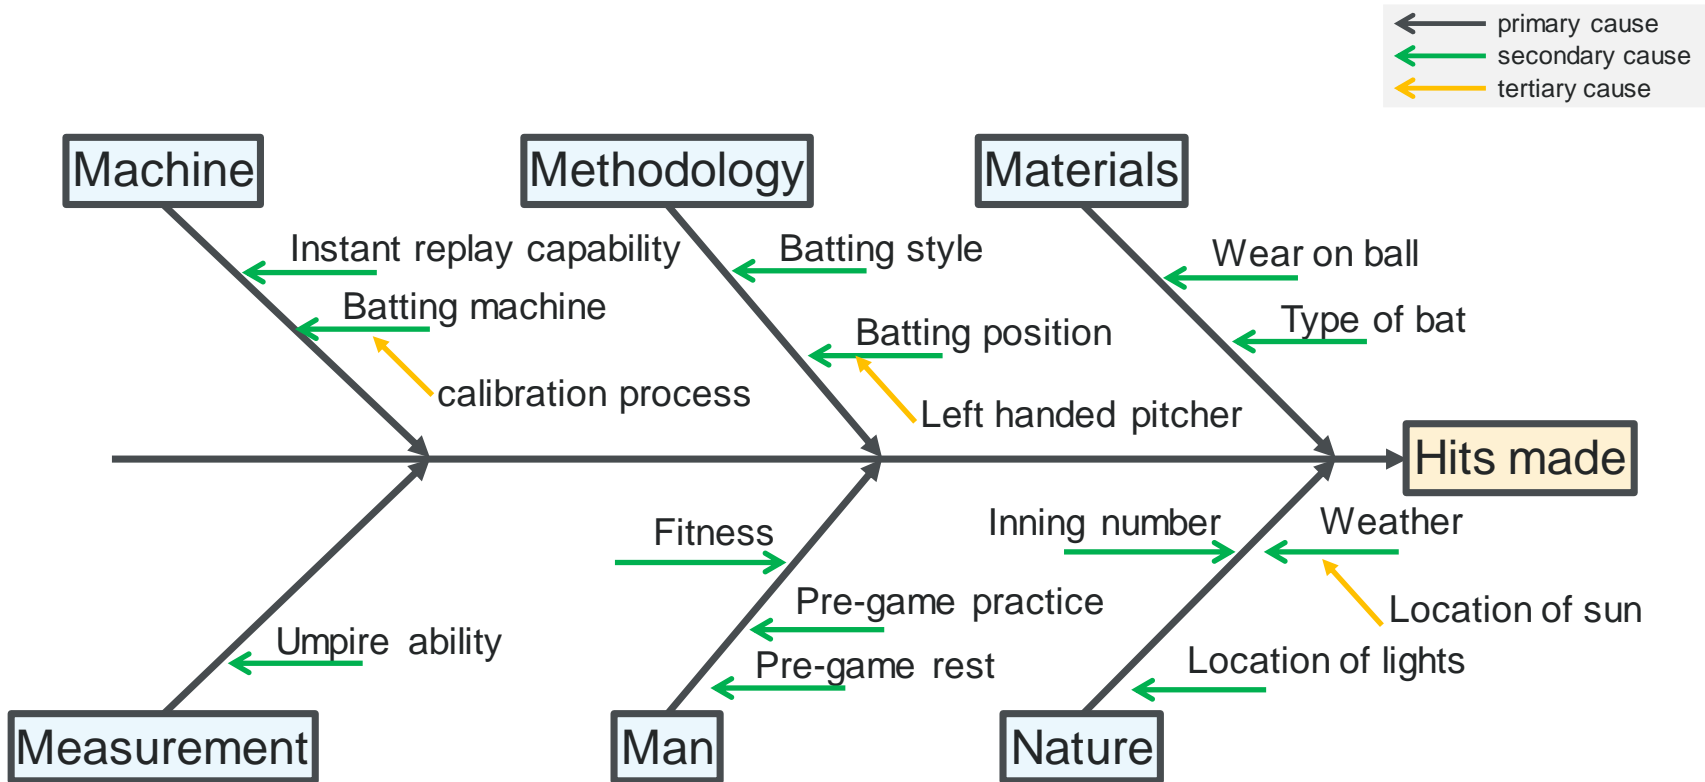 primary cause
secondary cause
tertiary cause
Machine
Methodology
Materials
Instant replay capability
Batting style
Wear on ball
Batting machine
Batting position
Type of bat
calibration process
Left handed pitcher
Hits made
Fitness
Inning number
Weather
Pre-game practice
Location of sun
Umpire ability
Pre-game rest
Location of lights
Measurement
Man
Nature